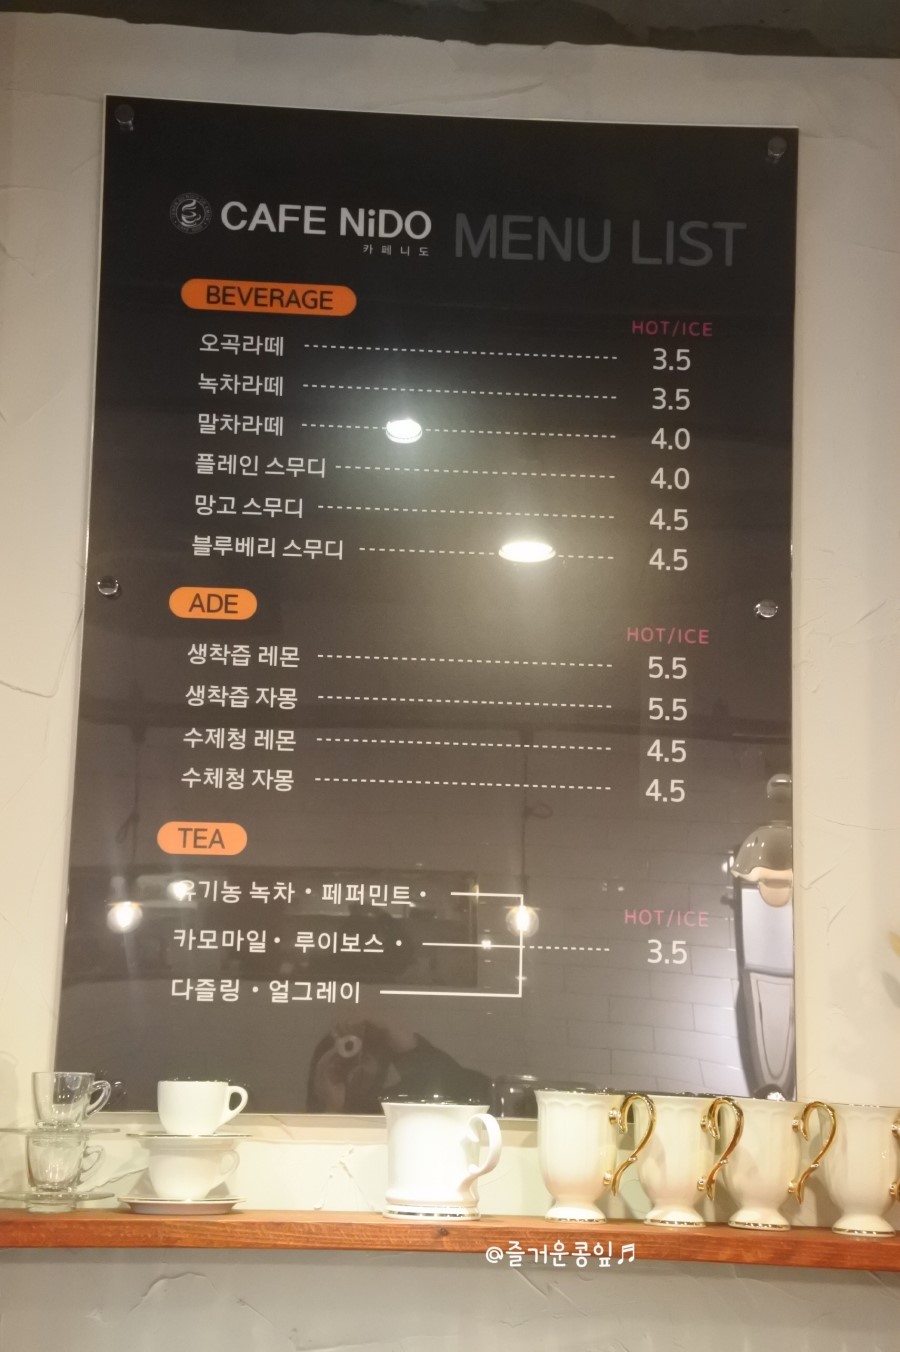 CAFE NiDO MENU LIST
카페니도
BEVERAGE
HOT/ICE
오곡라떼 3.5
녹차라떼 3.5
말차라떼 4.0
플레인 스무디 4.0
망고 스무디 4.5
블루베리 스무디 4.5
ADE
HOT/ICE
생착즙 레몬 5.5
생착즙 자몽 5.5
수제청 레몬 4.5
수체청 자몽 4.5
TEA
유기농 녹차 • 페퍼민트 •
HOT/ICE
카모마일 • 루이보스 • 3.5
다즐링 • 얼그레이
@즐거운콩잎♬